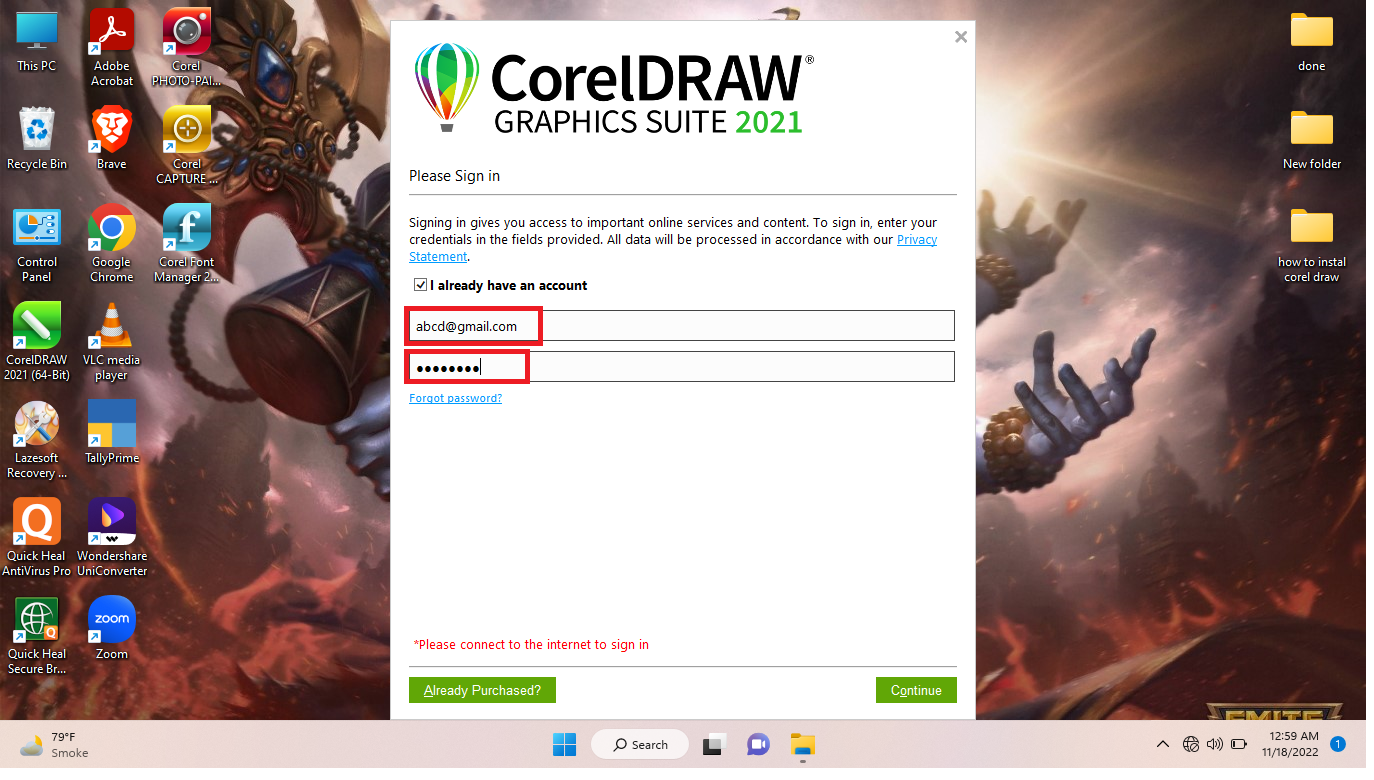 This PC
Adobe
Acrobat
Corel
PHOTO-PAI...
Recycle Bin
Brave
Corel
CAPTURE ...
Control
Panel
Google
Chrome
Corel Font
Manager 2...
CorelDRAW
2021 (64-Bit)
VLC media
player
Lazesoft
Recovery ...
TallyPrime
Quick Heal
AntiVirus Pro
Wondershare
UniConverter
Quick Heal
Secure Br...
zoom
Zoom
CorelDRAW®
GRAPHICS SUITE 2021
Please Sign in
Signing in gives you access to important online services and content. To sign in, enter your
credentials in the fields provided. All data will be processed in accordance with our Privacy
Statement.
I already have an account
abcd@gmail.com
●●●●●●●●
Forgot password?
*Please connect to the internet to sign in
Already Purchased?
Continue
done
New folder
how to instal
corel draw
SMITE
79°F
Smoke
Search
12:59 AM
11/18/2022
1